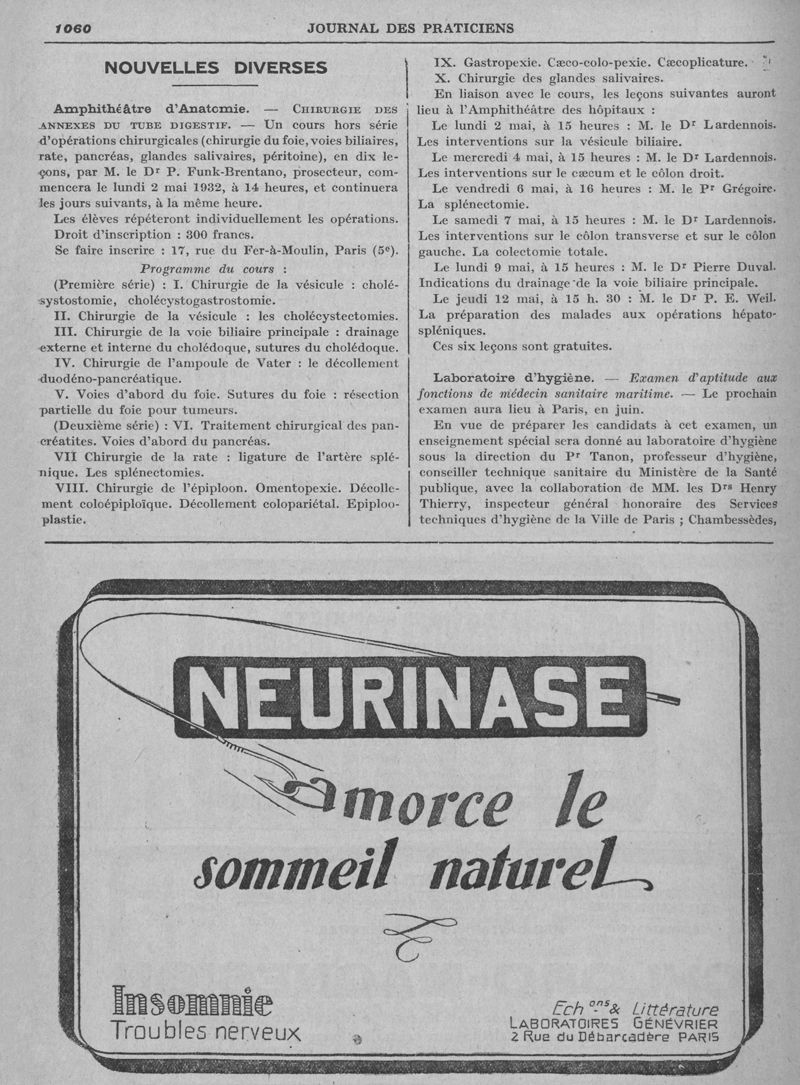 1060
JOURNAL DES PRATICIENS
NOUVELLES DIVERSES
Amphithéâtre d'Anatomie. — CHIRURGIE DES
ANNEXES DU TUBE DIGESTIF. — Un cours hors série
d'opérations chirurgicales (chirurgie du foie, voies biliaires,
rate, pancréas, glandes salivaires, péritoine), en dix le-
çons, par M. le Dr P. Funk-Brentano, prosecteur, com-
mencera le lundi 2 mai 1932, à 14 heures, et continuera
les jours suivants, à la même heure.
Les élèves répéteront individuellement les opérations.
Droit d'inscription : 300 francs.
Se faire inscrire : 17, rue du Fer-à-Moulin, Paris (5e).
Programme du cours :
(Première série) : I. Chirurgie de la vésicule : cholé-
systostomie, cholécystogastrostomie.
II. Chirurgie de la vésicule : les cholécystectomies.
III. Chirurgie de la voie biliaire principale : drainage
externe et interne du cholédoque, sutures du cholédoque.
IV. Chirurgie de l'ampoule de Vater : le décollement
duodéno-pancréatique.
V. Voies d'abord du foie. Sutures du foie : résection
partielle du foie pour tumeurs.
(Deuxième série) : VI. Traitement chirurgical des pan-
créatites. Voies d'abord du pancréas.
VII Chirurgie de la rate : ligature de l'artère splé-
nique. Les splénectomies.
VIII. Chirurgie de l'épiploon. Omentopexie. Décolle-
ment coloépiploïque. Décollement colopariétal. Epiploo-
plastie.
IX. Gastropexie. Cæco-colo-pexie. Cæcoplicature.
X. Chirurgie des glandes salivaires.
En liaison avec le cours, les leçons suivantes auront
lieu à l'Amphithéâtre des hôpitaux :
Le lundi 2 mai, à 15 heures : M. le Dr Lardennois.
Les interventions sur la vésicule biliaire.
Le mercredi 4 mai, à 15 heures : M. le Dr Lardennois.
Les interventions sur le cæcum et le côlon droit.
Le vendredi 6 mai, à 16 heures : M. le Pr Grégoire.
La splénectomie.
Le samedi 7 mai, à 15 heures : M. le Dr Lardennois.
Les interventions sur le côlon transverse et sur le côlon
gauche. La colectomie totale.
Le lundi 9 mai, à 15 heures : M. le Dr Pierre Duval.
Indications du drainage de la voie biliaire principale.
Le jeudi 12 mai, à 15 h. 30 : M. le Dr P. E. Weil.
La préparation des malades aux opérations hépato-
spléniques.
Ces six leçons sont gratuites.
Laboratoire d'hygiène. — Examen d'aptitude aux
fonctions de médecin sanitaire maritime. — Le prochain
examen aura lieu à Paris, en juin.
En vue de préparer les candidats à cet examen, un
enseignement spécial sera donné au laboratoire d'hygiène
sous la direction du Pr Tanon, professeur d'hygiène,
conseiller technique sanitaire du Ministère de la Santé
publique, avec la collaboration de MM. les Drs Henry
Thierry, inspecteur général honoraire des Services
techniques d'hygiène de la Ville de Paris ; Chambessèdes,
NEURINASE
amorce le
sommeil naturel
Insomnie
Troubles nerveux
Echons & Littérature
LABORATOIRES GÉNÉVRIER
2 Rue du Débarcadère PARIS